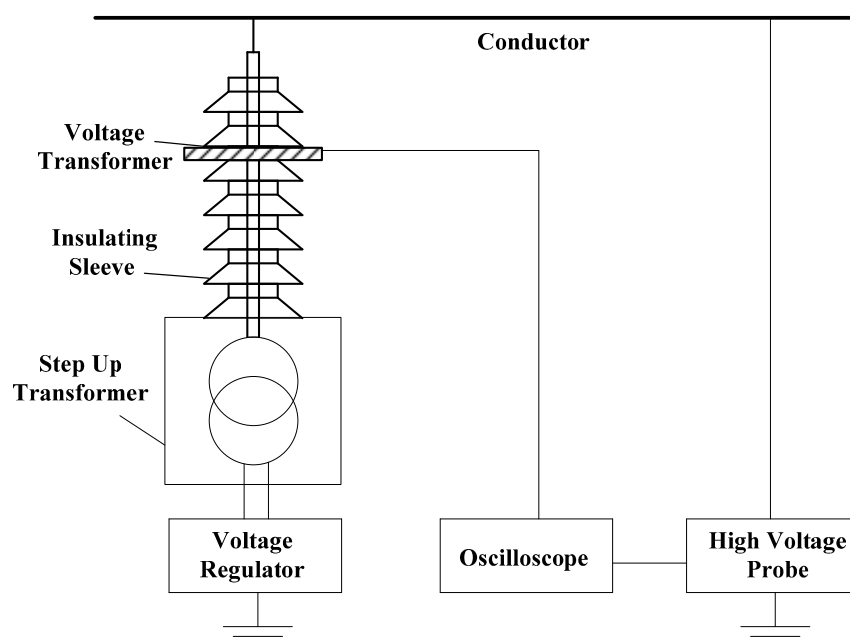 Conductor
Voltage
Transformer
Insulating
Sleeve
Step Up
Transformer
Voltage
Regulator
Oscilloscope
High Voltage
Probe